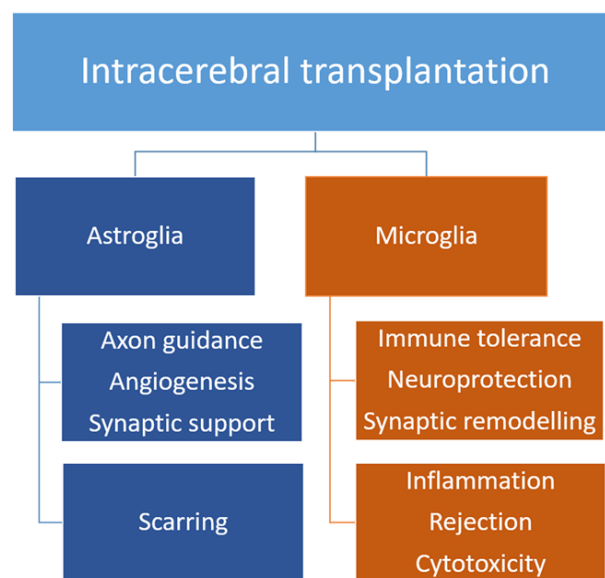 Intracerebral transplantation
Astroglia
Microglia
Axon guidance
Angiogenesis
Synaptic support
Immune tolerance
Neuroprotection
Synaptic remodelling
Scarring
Inflammation
Rejection
Cytotoxicity